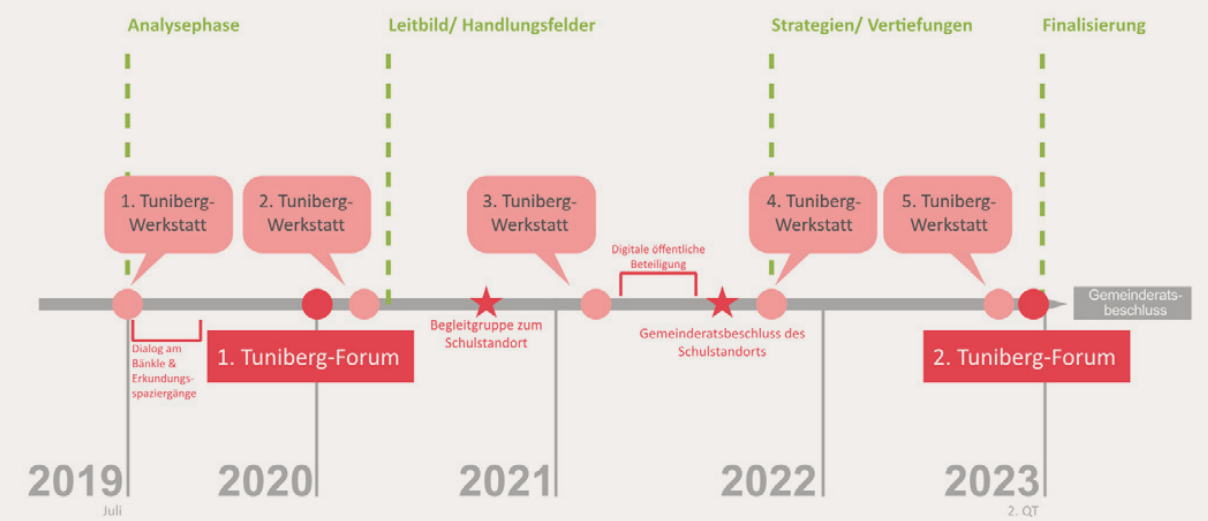 Analysephase
Leitbild/ Handlungsfelder
Strategien/ Vertiefungen
Finalisierung
1. Tuniberg-
Werkstatt
2. Tuniberg-
Werkstatt
3. Tuniberg-
Werkstatt
4. Tuniberg-
Werkstatt
5. Tuniberg-
Werkstatt
Digitale öffentliche
Beteiligung
Gemeinderats-
beschluss
Dialog am
Bänkle &
Erkundungs-
spaziergänge
1. Tuniberg-Forum
Begleitgruppe zum
Schulstandort
Gemeinderatsbeschluss des
Schulstandorts
2. Tuniberg-Forum
2019
Juli
2020
2021
2022
2023
2. QT